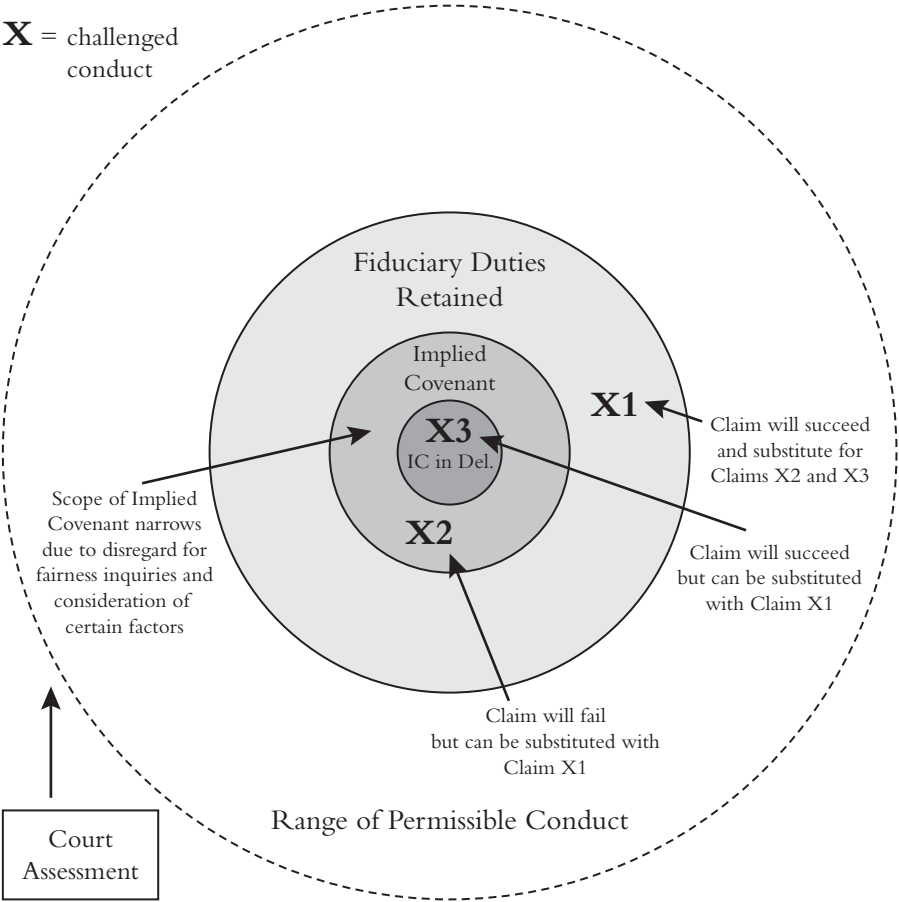 X = challenged
conduct
Fiduciary Duties
Retained
Implied
Covenant
X1
X3
IC in Del.
Claim will succeed
and substitute for
Claims X2 and X3
Scope of Implied
Covenant narrows
due to disregard for
fairness inquiries and
consideration of
certain factors
X2
Claim will succeed
but can be substituted
with Claim X1
Claim will fail
but can be substituted with
Claim X1
Range of Permissible Conduct
Court
Assessment